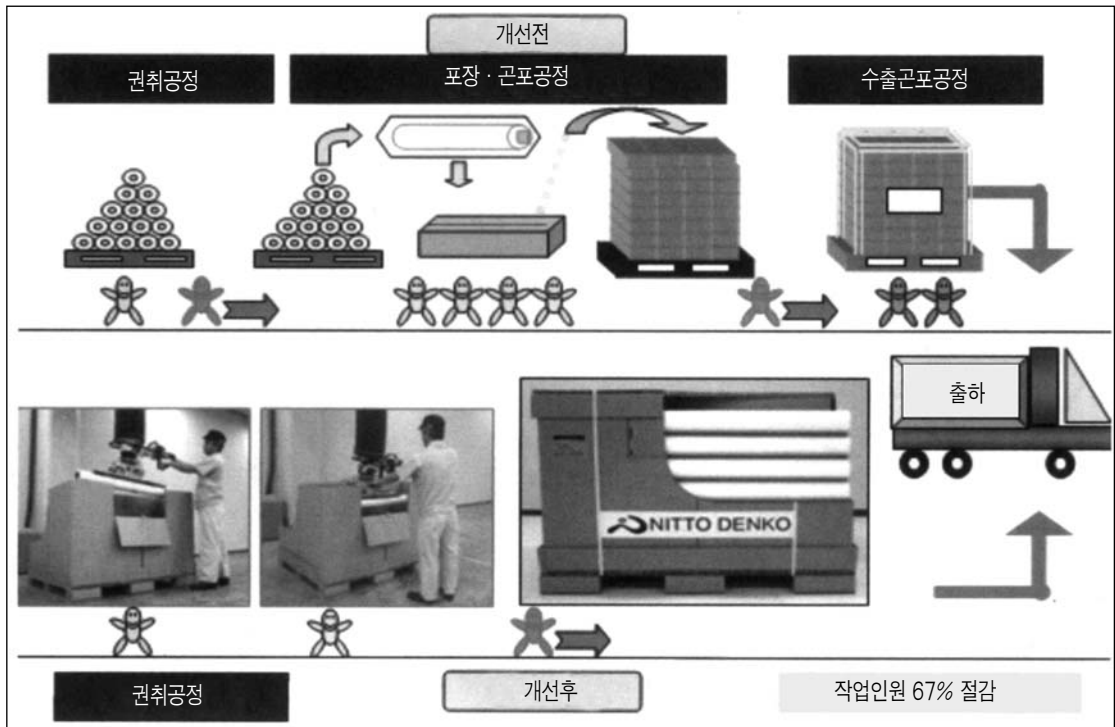 개선전
권취공정
포장 · 곤포공정
수출곤포공정
출하
NITTO DENKO
권취공정
개선후
작업인원 67% 절감